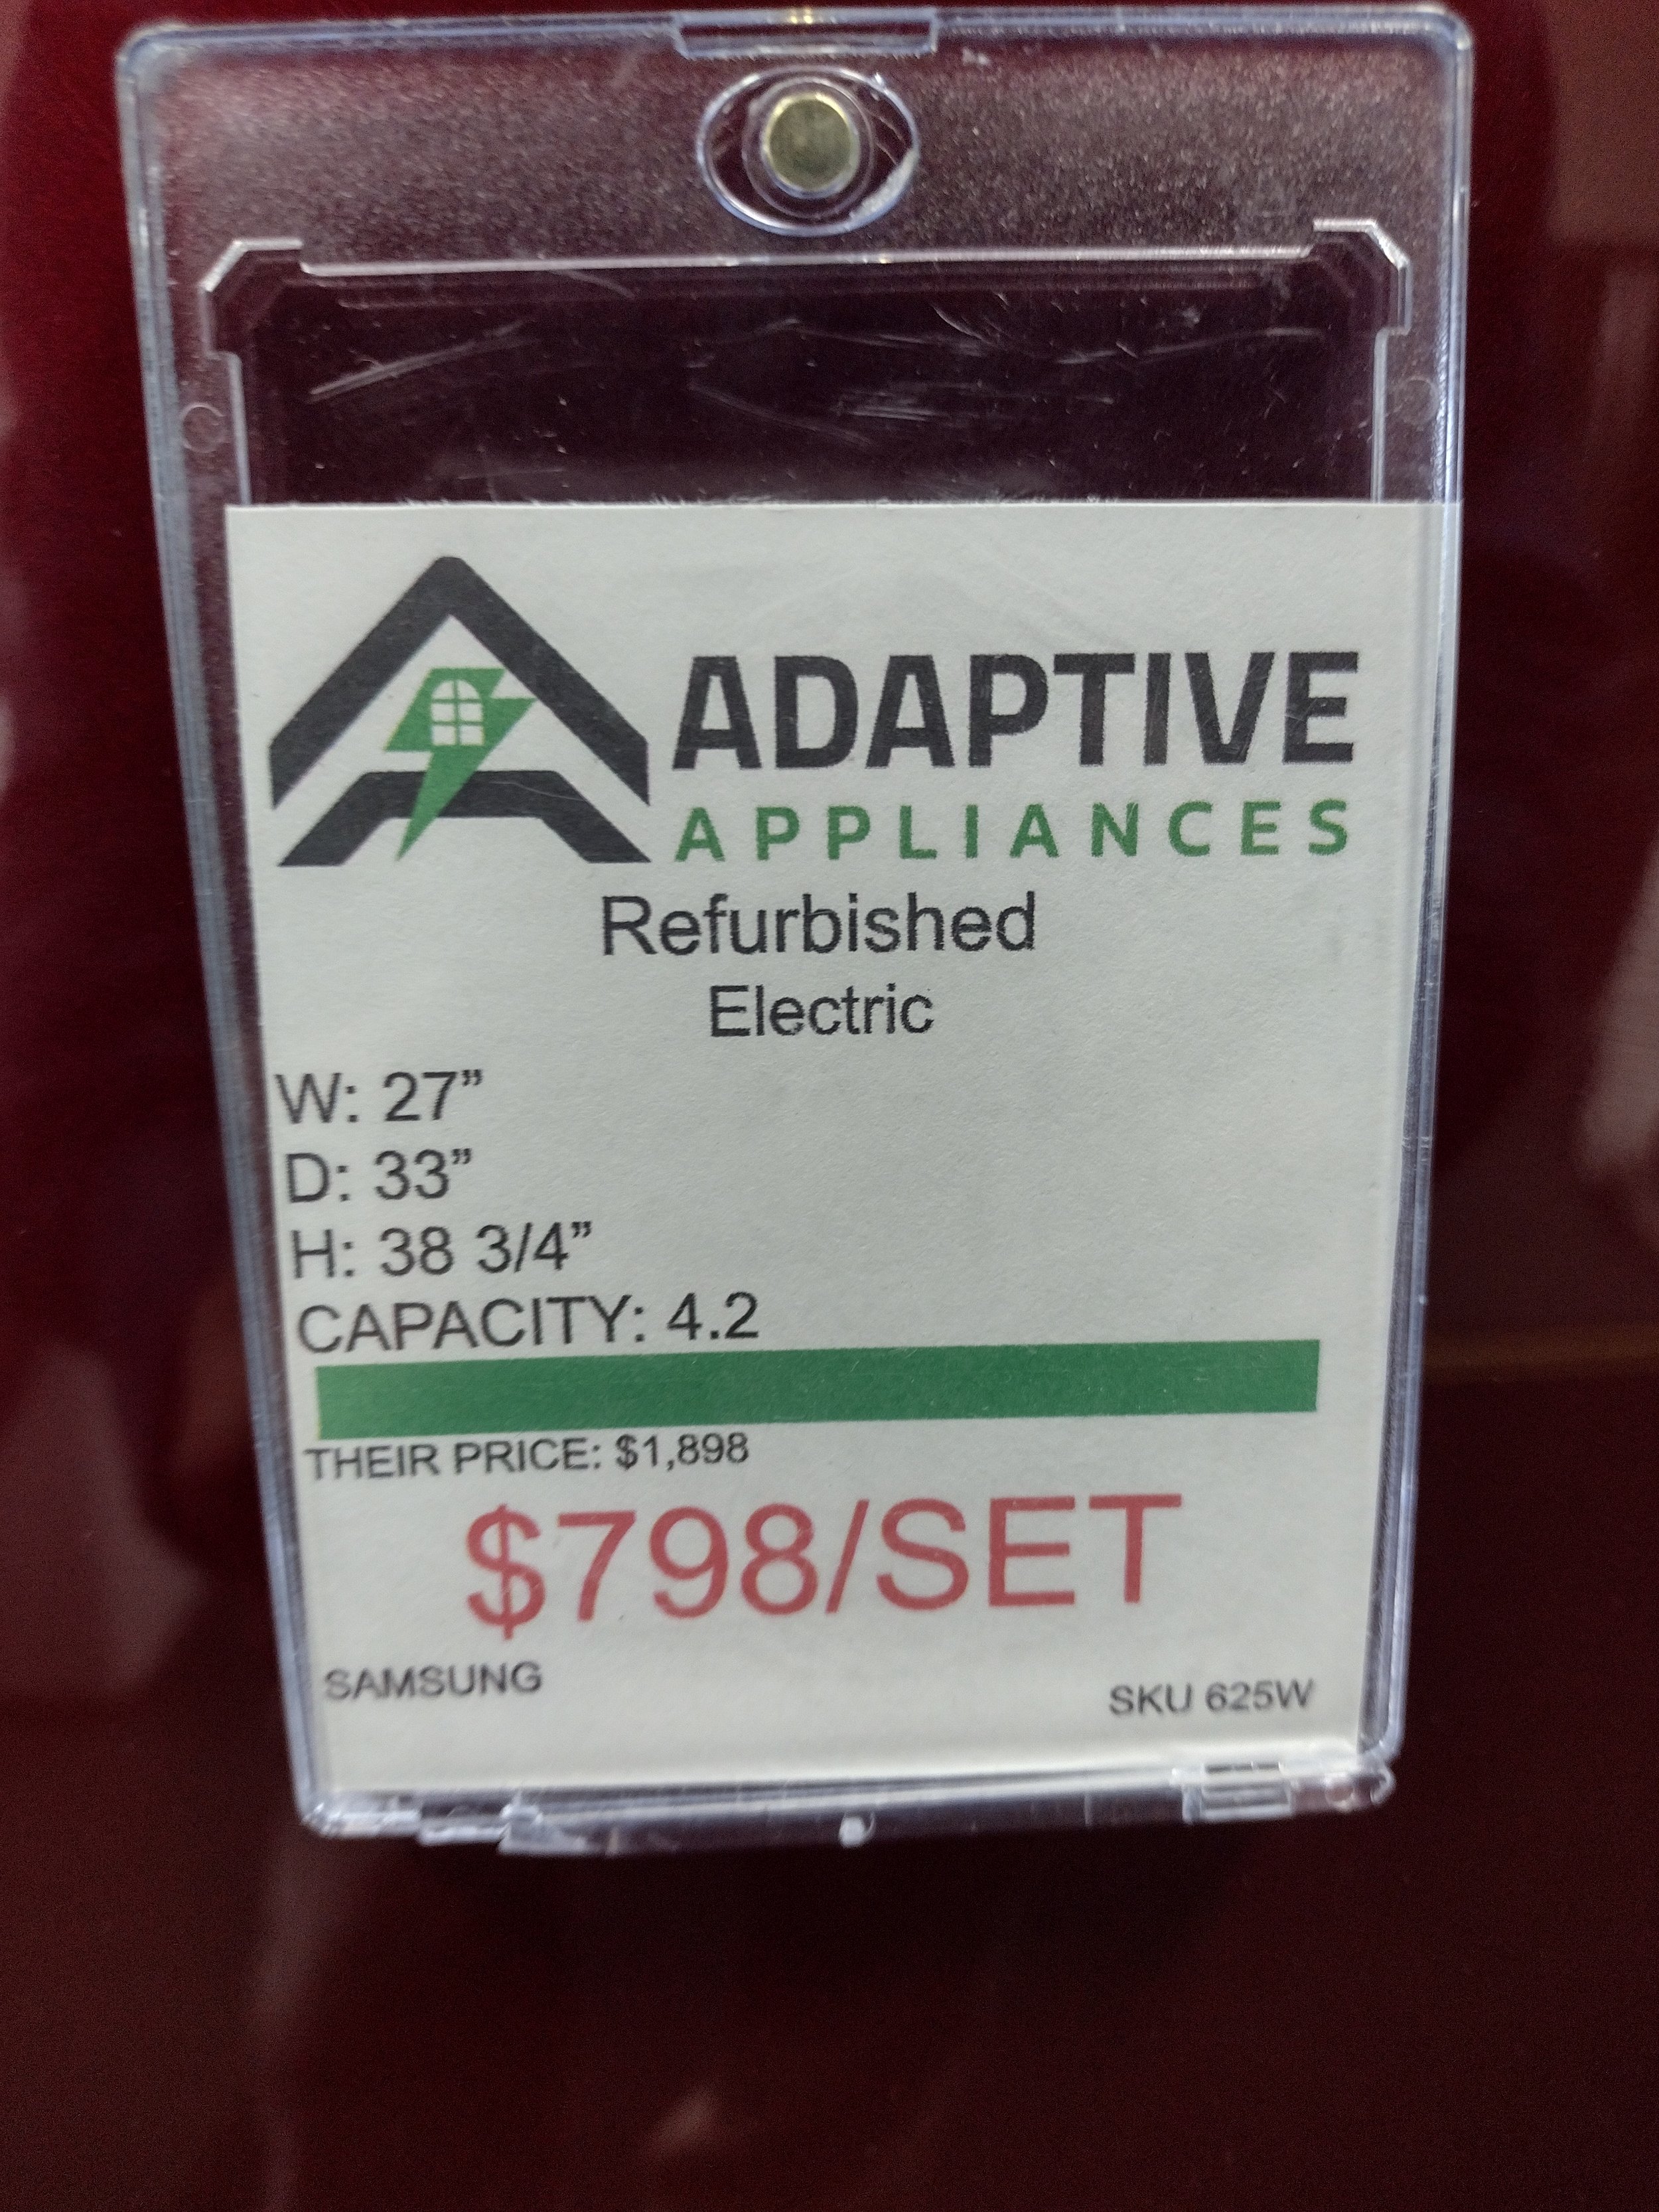 ADAPTIVE
APPLIANCES
Refurbished
Electric
W: 27”
D: 33”
H: 38 3/4”
CAPACITY: 4.2
THEIR PRICE: $1,898
$798/SET
SAMSUNG
SKU 625W